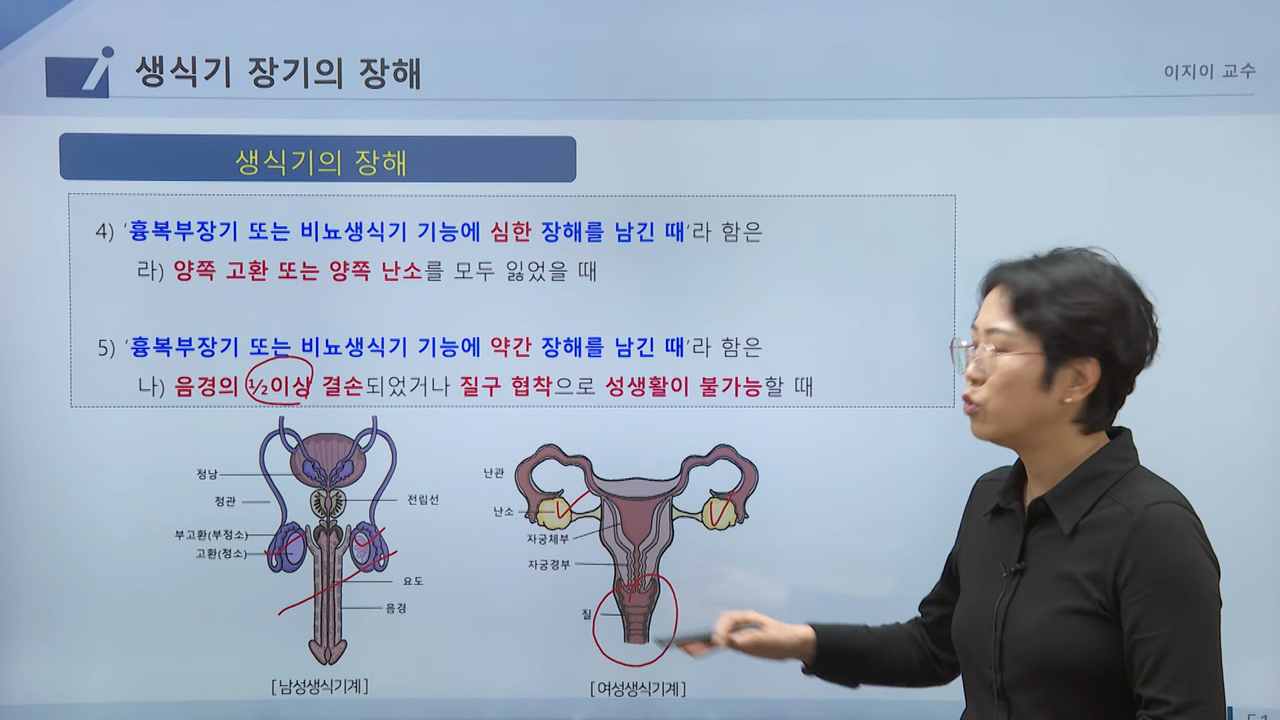 생식기 장기의 장해
이지이 교수
생식기의 장해
4) '흉복부장기 또는 비뇨생식기 기능에 심한 장해를 남긴 때'라 함은
라) 양쪽 고환 또는 양쪽 난소를 모두 잃었을 때
5) '흉복부장기 또는 비뇨생식기 기능에 약간 장해를 남긴 때'라 함은
나) 음경의 ½이상 결손되었거나 질구 협착으로 성생활이 불가능할 때
정낭
정관
전립선
부고환(부정소)
고환(정소)
요도
음경
[남성생식기계]
난관
난소
자궁체부
자궁경부
질
[여성생식기계]